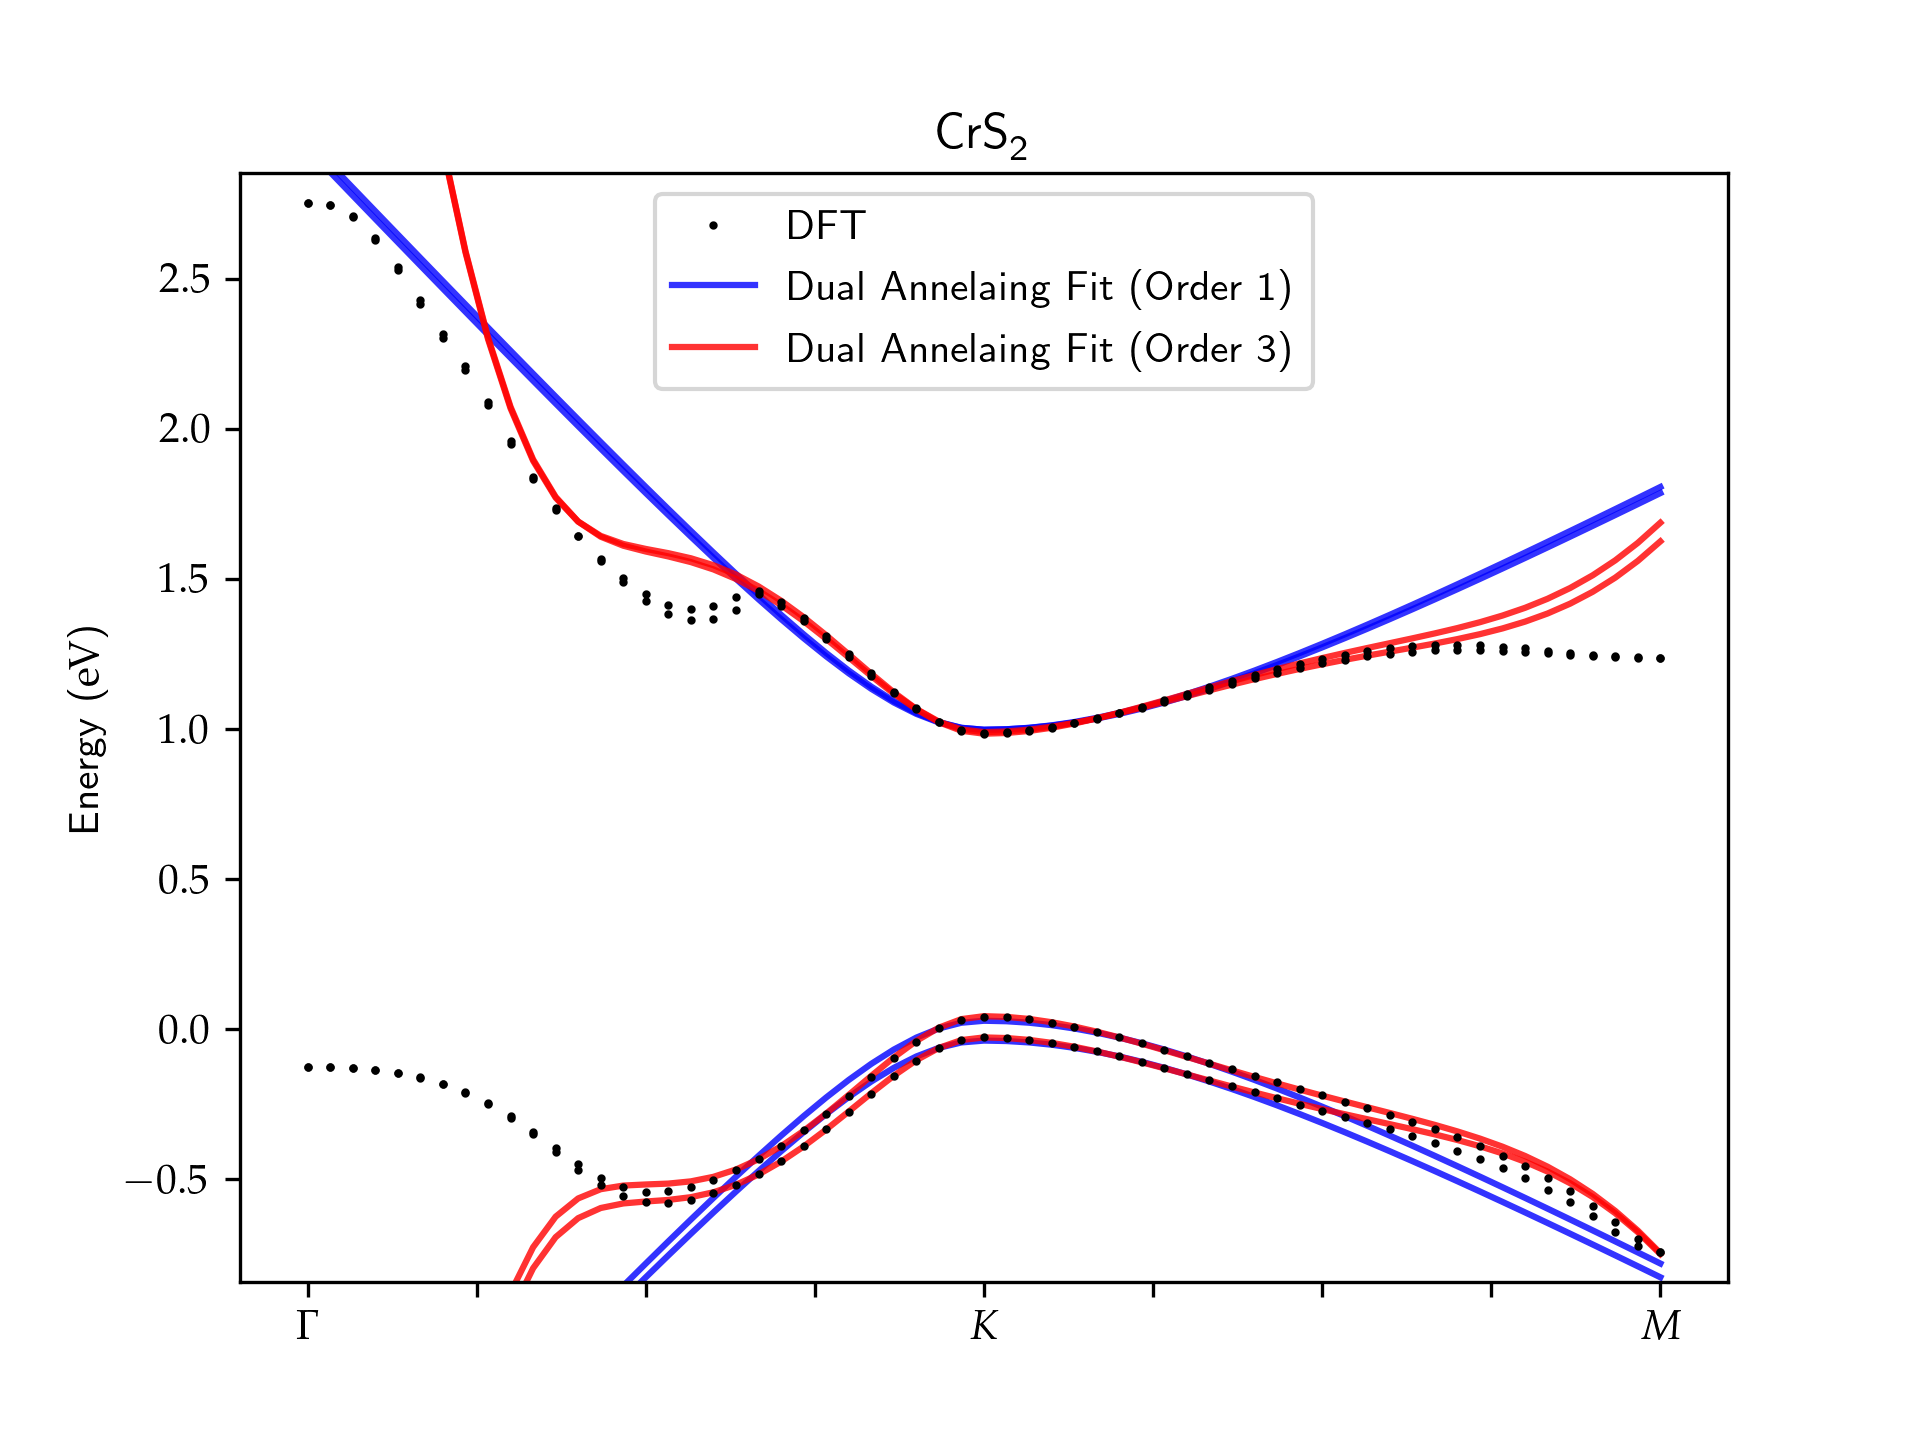 CrS₂
DFT
Dual Annelaing Fit (Order 1)
Dual Annelaing Fit (Order 3)
Energy (eV)
2.5
2.0
1.5
1.0
0.5
0.0
−0.5
Γ K M